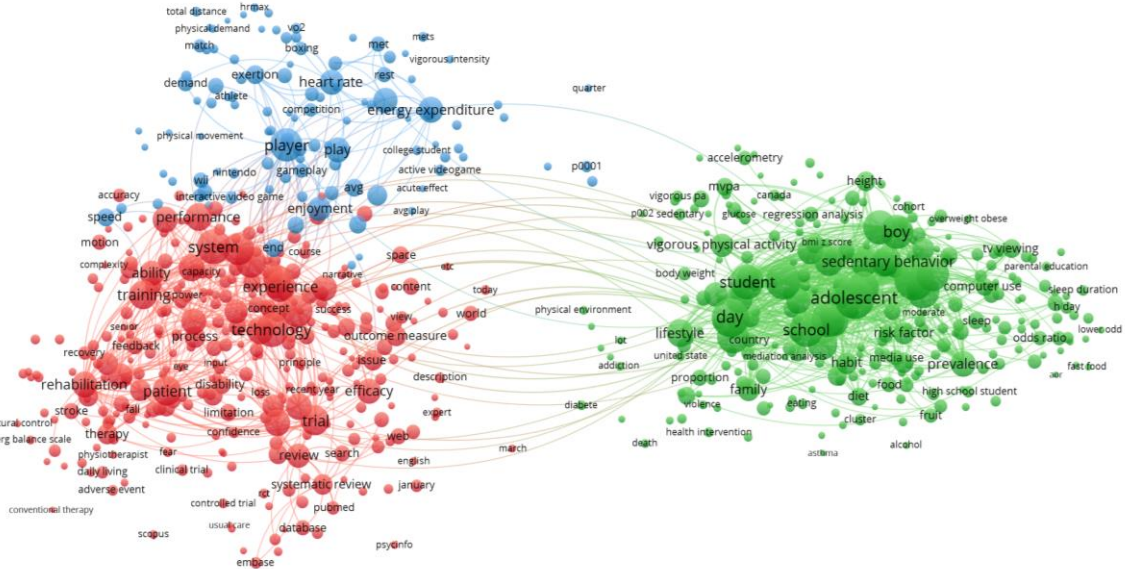 hrmax
total distance
physical demand
vo2
match
boxing
met
mets
vigorous intensity
exertion
heart rate
rest
demand
athlete
competition
energy expenditure
quarter
physical movement
player
play
college student
gameplay
active videogame
p0001
nintendo
wii
avg
acute effect
accuracy
interactive video game
enjoyment
avg play
speed
performance
motion
system
end
course
space
complexity
ability
capacity
narrative
etc
training
power
experience
content
today
concept
success
view
world
technology
senior
process
outcome measure
feedback
recovery
eye
input
principle
issue
description
rehabilitation
patient
disability
loss
recent year
efficacy
stroke
fall
limitation
trial
expert
tural control
confidence
web
rg balance scale
therapy
physiotherapist
fear
review
search
english
march
daily living
clinical trial
adverse event
systematic review
january
rct
controlled trial
pubmed
conventional therapy
usual care
database
scopus
psycinfo
embase
accelerometry
height
mvpa
canada
vigorous pa
cohort
p002
sedentary
glucose
regression analysis
overweight obese
boy
vigorous physical activity
bmi z score
tv viewing
sedentary behavior
body weight
parental education
student
computer use
sleep duration
adolescent
physical environment
day
moderate
h day
school
sleep
lower odd
lifestyle
country
risk factor
odds ratio
iot
united state
mediation analysis
habit
media use
prevalence
addiction
fast food
aor
proportion
family
food
diet
high school student
diabete
violence
eating
cluster
fruit
death
health intervention
alcohol
asthma